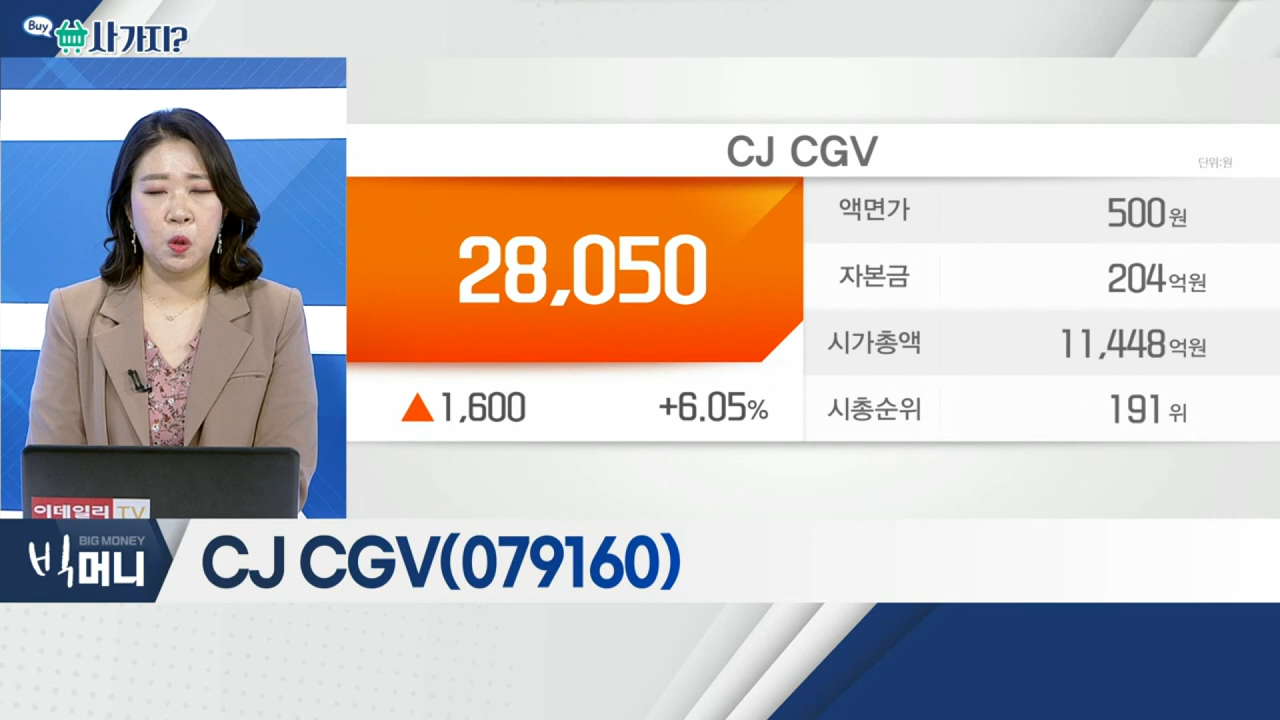 Buy 사가지?
CJ CGV
단위:원
28,050
▲1,600 +6.05%
액면가 500원
자본금 204억원
시가총액 11,448억원
시총순위 191위
이데일리TV
BIG MONEY
빅머니
CJ CGV(079160)